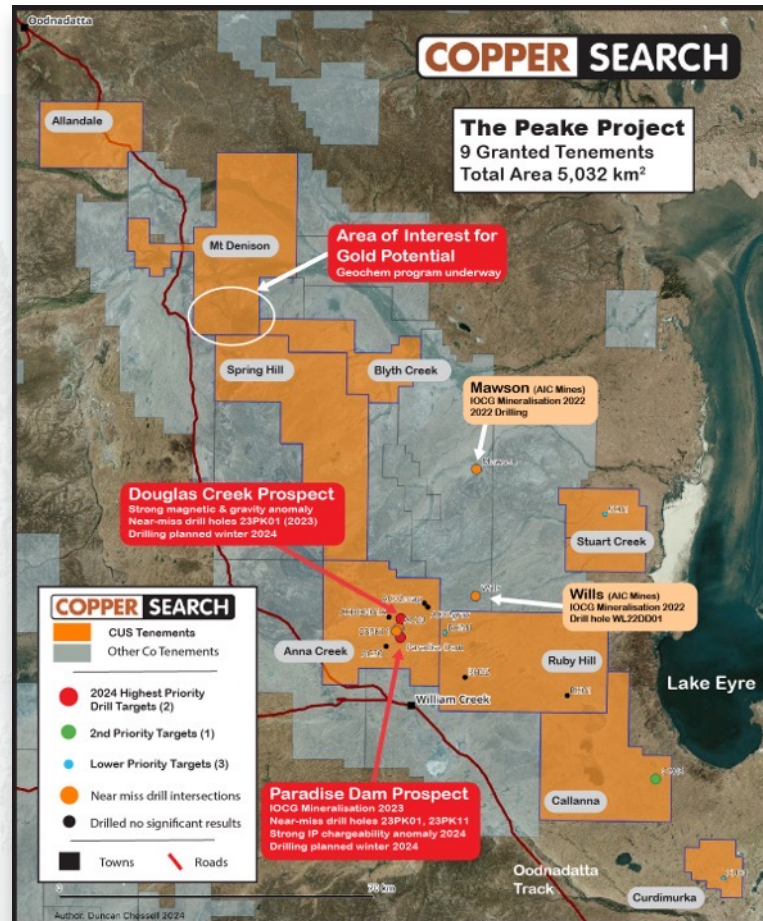 Oodnadatta
COPPER SEARCH
Allandale
The Peake Project
9 Granted Tenements
Total Area 5,032 km²
Mt Denison
Area of Interest for
Gold Potential
Geochem program underway
Spring Hill
Blyth Creek
Mawson (AIC Mines)
IOCG Mineralisation 2022
2022 Drilling
Douglas Creek Prospect
Strong magnetic & gravity anomaly
Near-miss drill holes 23PK01 (2023)
Drilling planned winter 2024
Stuart Creek
Wills
Wills (AIC Mines)
IOCG Mineralisation 2022
Drill hole WL22DD01
COPPER SEARCH
CUS Tenements
Other Co Tenements
2024 Highest Priority
Drill Targets (2)
2nd Priority Targets (1)
Lower Priority Targets (3)
Near miss drill intersections
Drilled no significant results
Towns
Roads
Anna Creek
Paradise Dam
Ruby Hill
William Creek
Lake Eyre
Callanna
Paradise Dam Prospect
IOCG Mineralisation 2023
Near-miss drill holes 23PK01, 23PK11
Strong IP chargeability anomaly 2024
Drilling planned winter 2024
Oodnadatta
Track
Curdimurka
0
70 km
Author: Duncan Chessell 2024